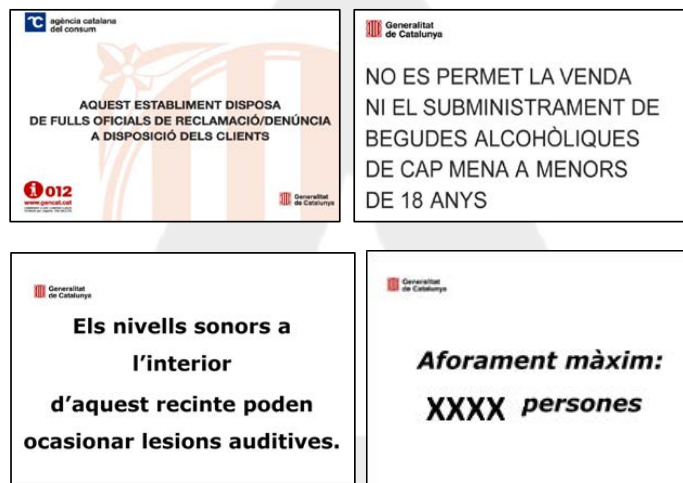 agència catalana
del consum
AQUEST ESTABLIMENT DISPOSA
DE FULLS OFICIALS DE RECLAMACIÓ/DENÚNCIA
A DISPOSICIÓ DELS CLIENTS
012
www.gencat.cat
Generalitat
de Catalunya
Generalitat
de Catalunya
NO ES PERMET LA VENDA
NI EL SUBMINISTRAMENT DE
BEGUDES ALCOHÒLIQUES
DE CAP MENA A MENORS
DE 18 ANYS
Generalitat
de Catalunya
Els nivells sonors a
l’interior
d’aquest recinte poden
ocasionar lesions auditives.
Generalitat
de Catalunya
Aforament màxim:
XXXX persones